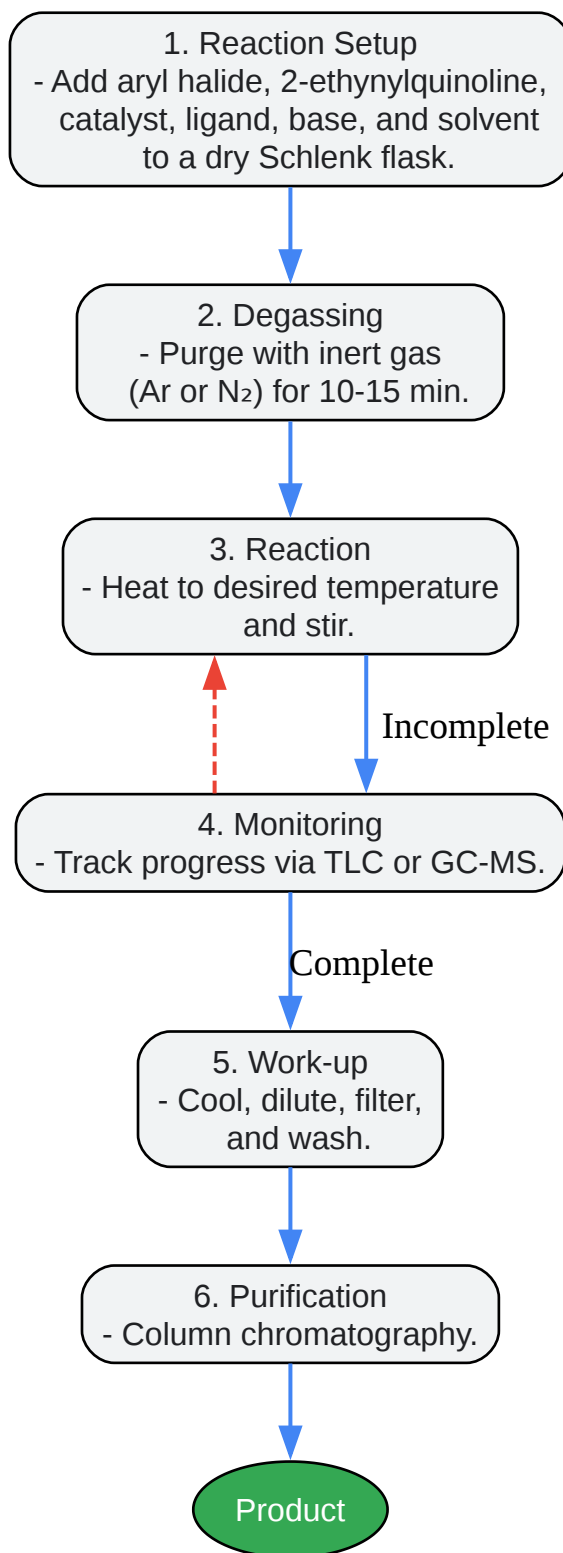 1. Reaction Setup
- Add aryl halide, 2-ethynylquinoline,
catalyst, ligand, base, and solvent
to a dry Schlenk flask.
2. Degassing
- Purge with inert gas
(Ar or N₂) for 10-15 min.
3. Reaction
- Heat to desired temperature
and stir.
Incomplete
4. Monitoring
- Track progress via TLC or GC-MS.
Complete
5. Work-up
- Cool, dilute, filter,
and wash.
6. Purification
- Column chromatography.
Product